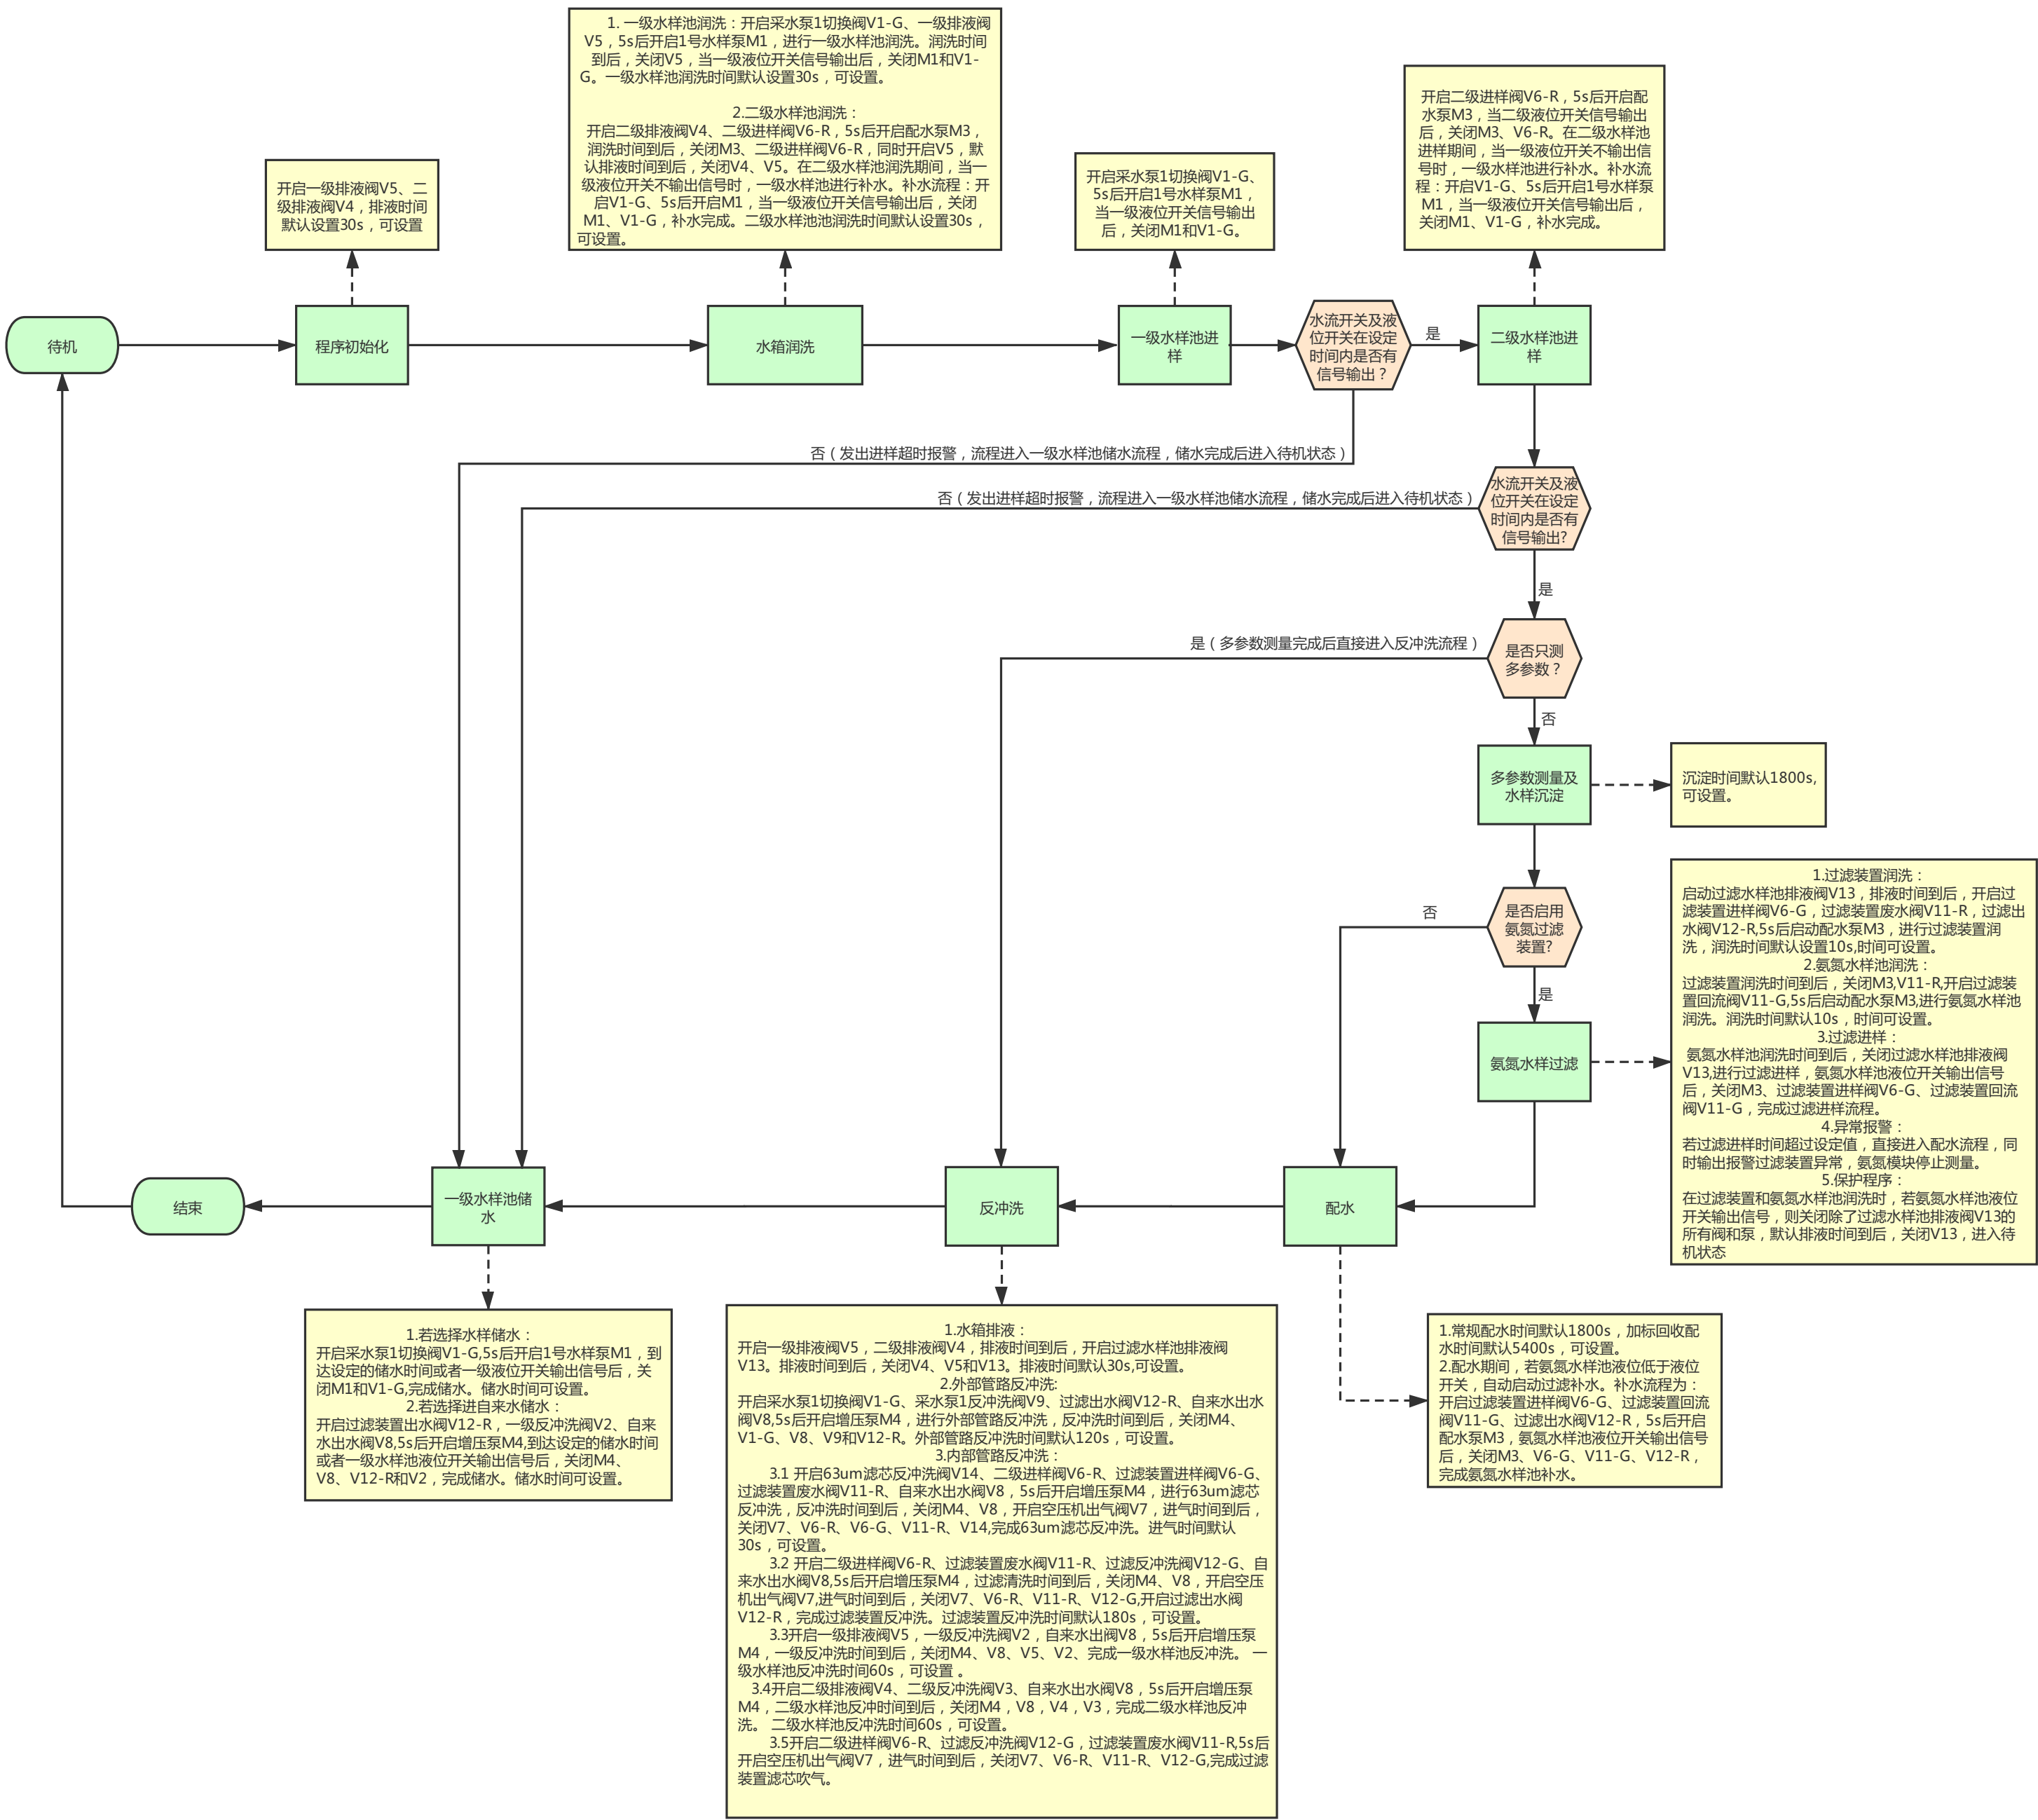 1. 一级水样池润洗：开启采水泵1切换阀V1-G、一级排液阀
V5，5s后开启1号水样泵M1，进行一级水样池润洗。润洗时间
到后，关闭V5，当一级液位开关信号输出后，关闭M1和V1-
G。一级水样池润洗时间默认设置30s，可设置。
2.二级水样池润洗：
开启二级排液阀V4、二级进样阀V6-R，5s后开启配水泵M3，
润洗时间到后，关闭M3、二级进样阀V6-R，同时开启V5，默
认排液时间到后，关闭V4、V5。在二级水样池润洗期间，当一
级液位开关不输出信号时，一级水样池进行补水。补水流程：开
启V1-G、5s后开启M1，当一级液位开关信号输出后，关闭
M1、V1-G，补水完成。二级水样池池润洗时间默认设置30s，
可设置。
开启二级进样阀V6-R，5s后开启配
水泵M3，当二级液位开关信号输出
后，关闭M3、V6-R。在二级水样池
进样期间，当一级液位开关不输出信
号时，一级水样池进行补水。补水流
程：开启V1-G、5s后开启1号水样泵
M1，当一级液位开关信号输出后，
关闭M1、V1-G，补水完成。
开启一级排液阀V5、二
级排液阀V4，排液时间
默认设置30s，可设置
开启采水泵1切换阀V1-G、
5s后开启1号水样泵M1，
当一级液位开关信号输出
后，关闭M1和V1-G。
待机
程序初始化
水箱润洗
一级水样池进
样
水流开关及液
位开关在设定
时间内是否有
信号输出？
是
二级水样池进
样
否（发出进样超时报警，流程进入一级水样池储水流程，储水完成后进入待机状态）
否（发出进样超时报警，流程进入一级水样池储水流程，储水完成后进入待机状态）
水流开关及液
位开关在设定
时间内是否有
信号输出?
是
是（多参数测量完成后直接进入反冲洗流程）
是否只测
多参数？
否
多参数测量及
水样沉淀
沉淀时间默认1800s,
可设置。
否
是否启用
氨氮过滤
装置?
是
氨氮水样过滤
1.过滤装置润洗：
启动过滤水样池排液阀V13，排液时间到后，开启过
滤装置进样阀V6-G，过滤装置废水阀V11-R，过滤出
水阀V12-R,5s后启动配水泵M3，进行过滤装置润
洗，润洗时间默认设置10s,时间可设置。
2.氨氮水样池润洗：
过滤装置润洗时间到后，关闭M3,V11-R,开启过滤装
置回流阀V11-G,5s后启动配水泵M3,进行氨氮水样池
润洗。润洗时间默认10s，时间可设置。
3.过滤进样：
氨氮水样池润洗时间到后，关闭过滤水样池排液阀
V13,进行过滤进样，氨氮水样池液位开关输出信号
后，关闭M3、过滤装置进样阀V6-G、过滤装置回流
阀V11-G，完成过滤进样流程。
4.异常报警：
若过滤进样时间超过设定值，直接进入配水流程，同
时输出报警过滤装置异常，氨氮模块停止测量。
5.保护程序：
在过滤装置和氨氮水样池润洗时，若氨氮水样池液位
开关输出信号，则关闭除了过滤水样池排液阀V13的
所有阀和泵，默认排液时间到后，关闭V13，进入待
机状态
结束
一级水样池储
水
反冲洗
配水
1.若选择水样储水：
开启采水泵1切换阀V1-G,5s后开启1号水样泵M1，到
达设定的储水时间或者一级液位开关输出信号后，关
闭M1和V1-G,完成储水。储水时间可设置。
2.若选择进自来水储水：
开启过滤装置出水阀V12-R，一级反冲洗阀V2、自来
水出水阀V8,5s后开启增压泵M4,到达设定的储水时间
或者一级水样池液位开关输出信号后，关闭M4、
V8、V12-R和V2，完成储水。储水时间可设置。
1.水箱排液：
开启一级排液阀V5，二级排液阀V4，排液时间到后，开启过滤水样池排液阀
V13。排液时间到后，关闭V4、V5和V13。排液时间默认30s,可设置。
2.外部管路反冲洗:
开启采水泵1切换阀V1-G、采水泵1反冲洗阀V9、过滤出水阀V12-R、自来水出水
阀V8,5s后开启增压泵M4，进行外部管路反冲洗，反冲洗时间到后，关闭M4、
V1-G、V8、V9和V12-R。外部管路反冲洗时间默认120s，可设置。
3.内部管路反冲洗：
3.1 开启63um滤芯反冲洗阀V14、二级进样阀V6-R、过滤装置进样阀V6-G、
过滤装置废水阀V11-R、自来水出水阀V8，5s后开启增压泵M4，进行63um滤芯
反冲洗，反冲洗时间到后，关闭M4、V8，开启空压机出气阀V7，进气时间到后，
关闭V7、V6-R、V6-G、V11-R、V14,完成63um滤芯反冲洗。进气时间默认
30s，可设置。
3.2 开启二级进样阀V6-R、过滤装置废水阀V11-R、过滤反冲洗阀V12-G、自
来水出水阀V8,5s后开启增压泵M4，过滤清洗时间到后，关闭M4、V8，开启空压
机出气阀V7,进气时间到后，关闭V7、V6-R、V11-R、V12-G,开启过滤出水阀
V12-R，完成过滤装置反冲洗。过滤装置反冲洗时间默认180s，可设置。
3.3开启一级排液阀V5，一级反冲洗阀V2，自来水出阀V8，5s后开启增压泵
M4，一级反冲洗时间到后，关闭M4、V8、V5、V2、完成一级水样池反冲洗。 一
级水样池反冲洗时间60s，可设置 。
3.4开启二级排液阀V4、二级反冲洗阀V3、自来水出水阀V8，5s后开启增压泵
M4，二级水样池反冲时间到后，关闭M4，V8，V4，V3，完成二级水样池反冲
洗。 二级水样池反冲洗时间60s，可设置。
3.5开启二级进样阀V6-R、过滤反冲洗阀V12-G，过滤装置废水阀V11-R,5s后
开启空压机出气阀V7，进气时间到后，关闭V7、V6-R、V11-R、V12-G,完成过滤
装置滤芯吹气。
1.常规配水时间默认1800s，加标回收配
水时间默认5400s，可设置。
2.配水期间，若氨氮水样池液位低于液位
开关，自动启动过滤补水。补水流程为：
开启过滤装置进样阀V6-G、过滤装置回流
阀V11-G、过滤出水阀V12-R，5s后开启
配水泵M3，氨氮水样池液位开关输出信号
后，关闭M3、V6-G、V11-G、V12-R，
完成氨氮水样池补水。